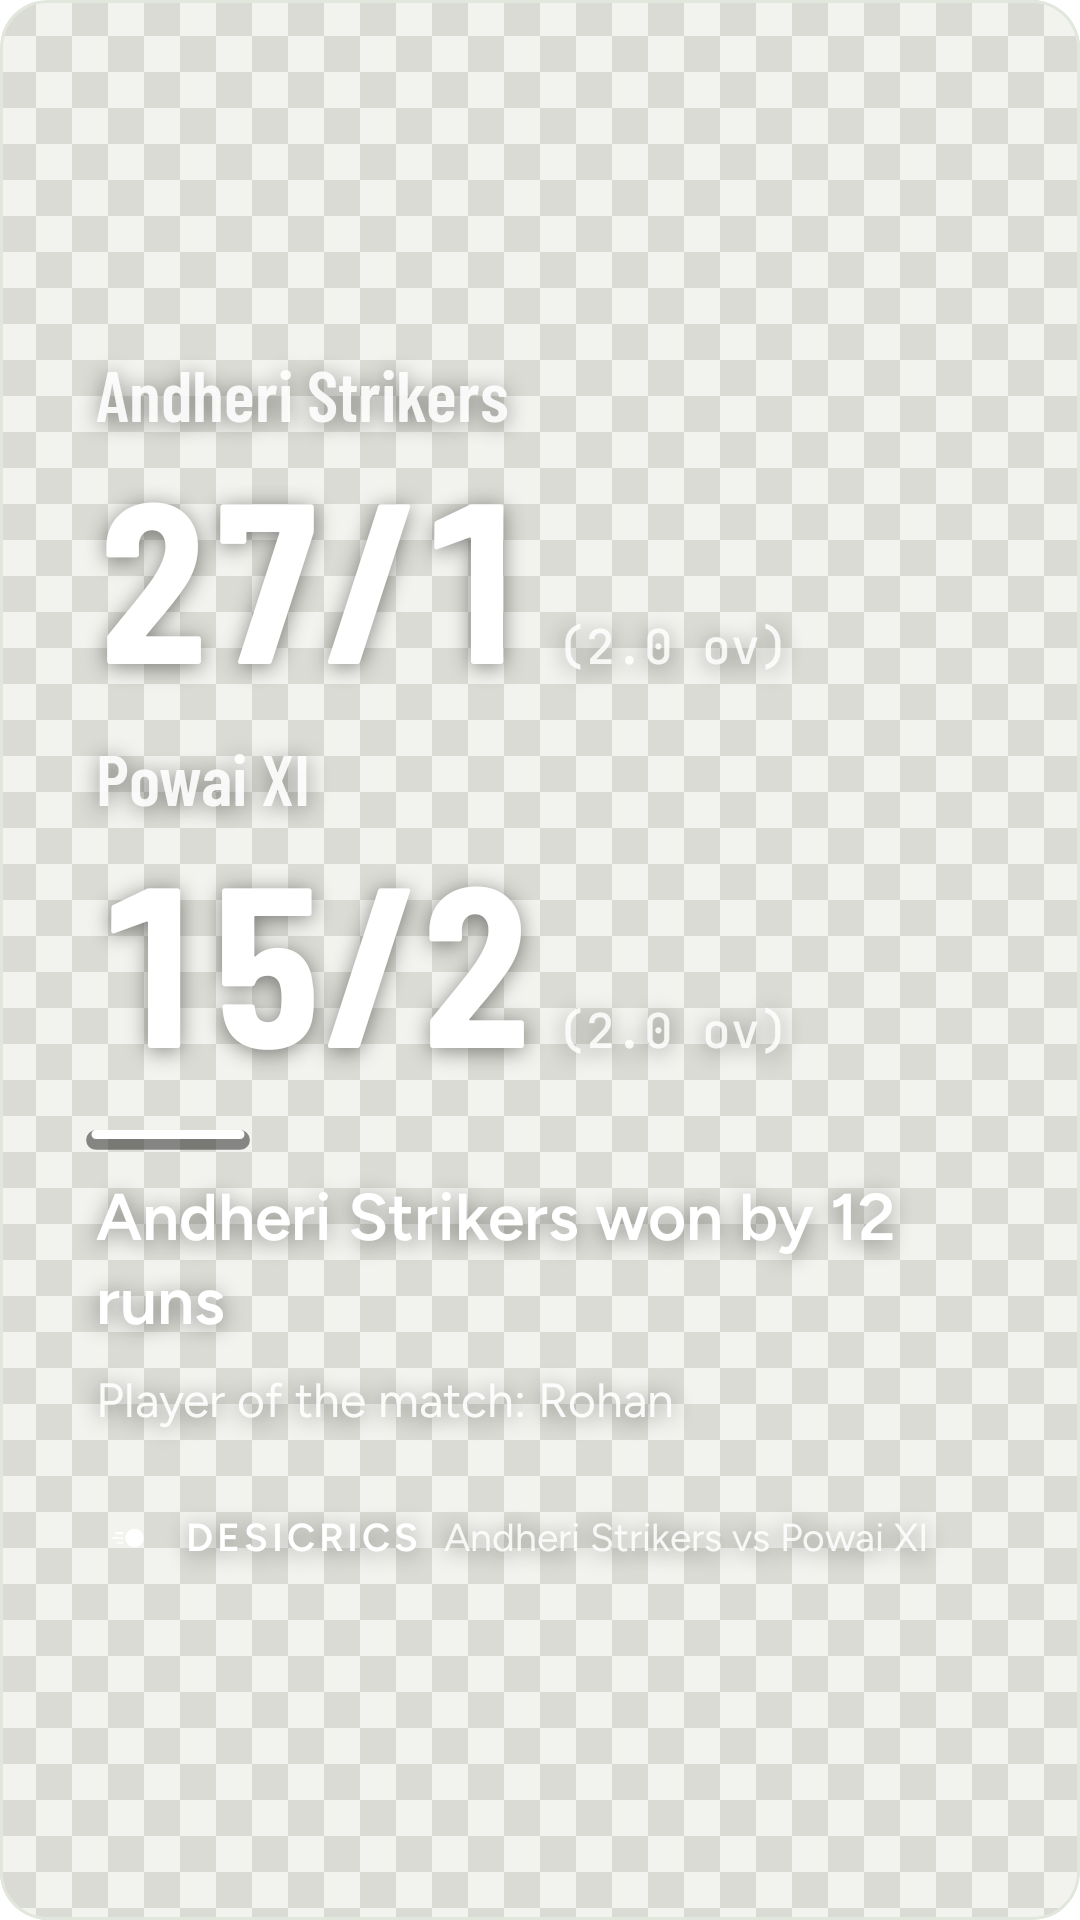 Andheri Strikers
27/1 (2.0 ov)
Powai XI
15/2 (2.0 ov)
Andheri Strikers won by 12
runs
Player of the match: Rohan
DESICRICS Andheri Strikers vs Powai XI